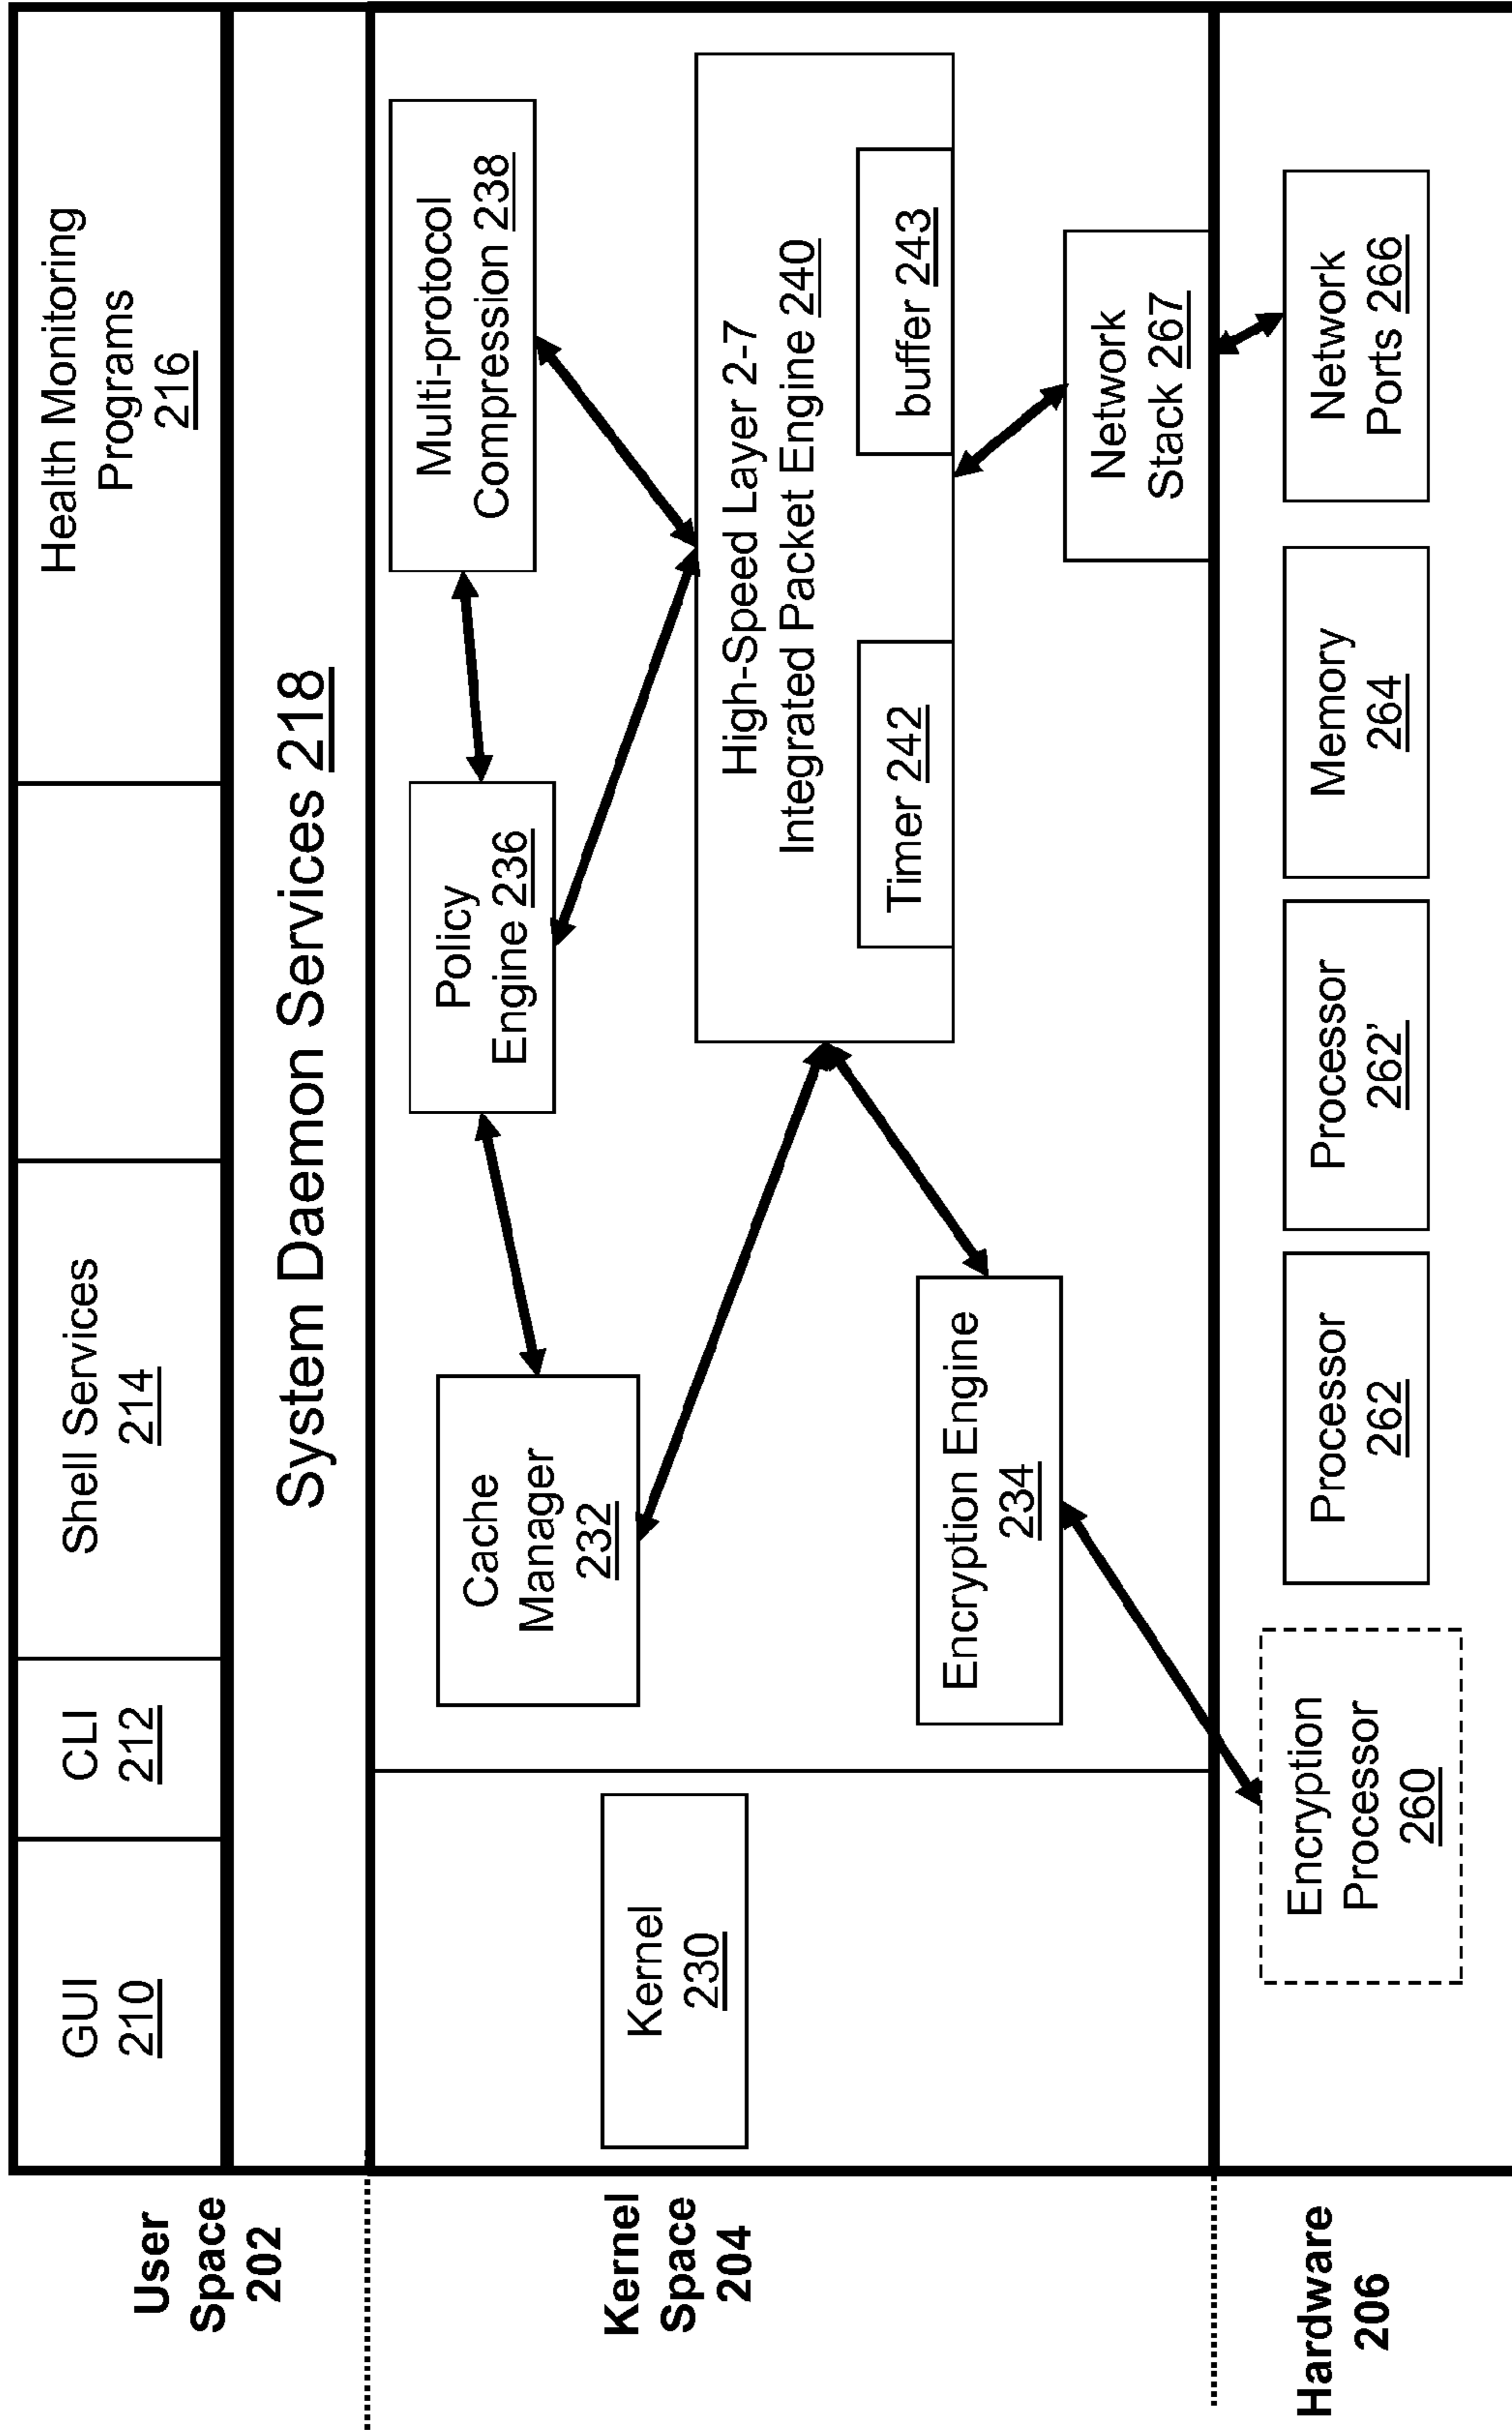 User
Space
202
GUI
210
CLI
212
Shell Services
214
Health Monitoring
Programs
216
System Daemon Services 218
Kernel
Space
204
Kernel
230
Cache
Manager
232
Policy
Engine 236
Multi-protocol
Compression 238
High-Speed Layer 2-7
Integrated Packet Engine 240
Timer 242
buffer 243
Encryption Engine
234
Network
Stack 267
Hardware
206
Encryption
Processor
260
Processor
262
Processor
262’
Memory
264
Network
Ports 266